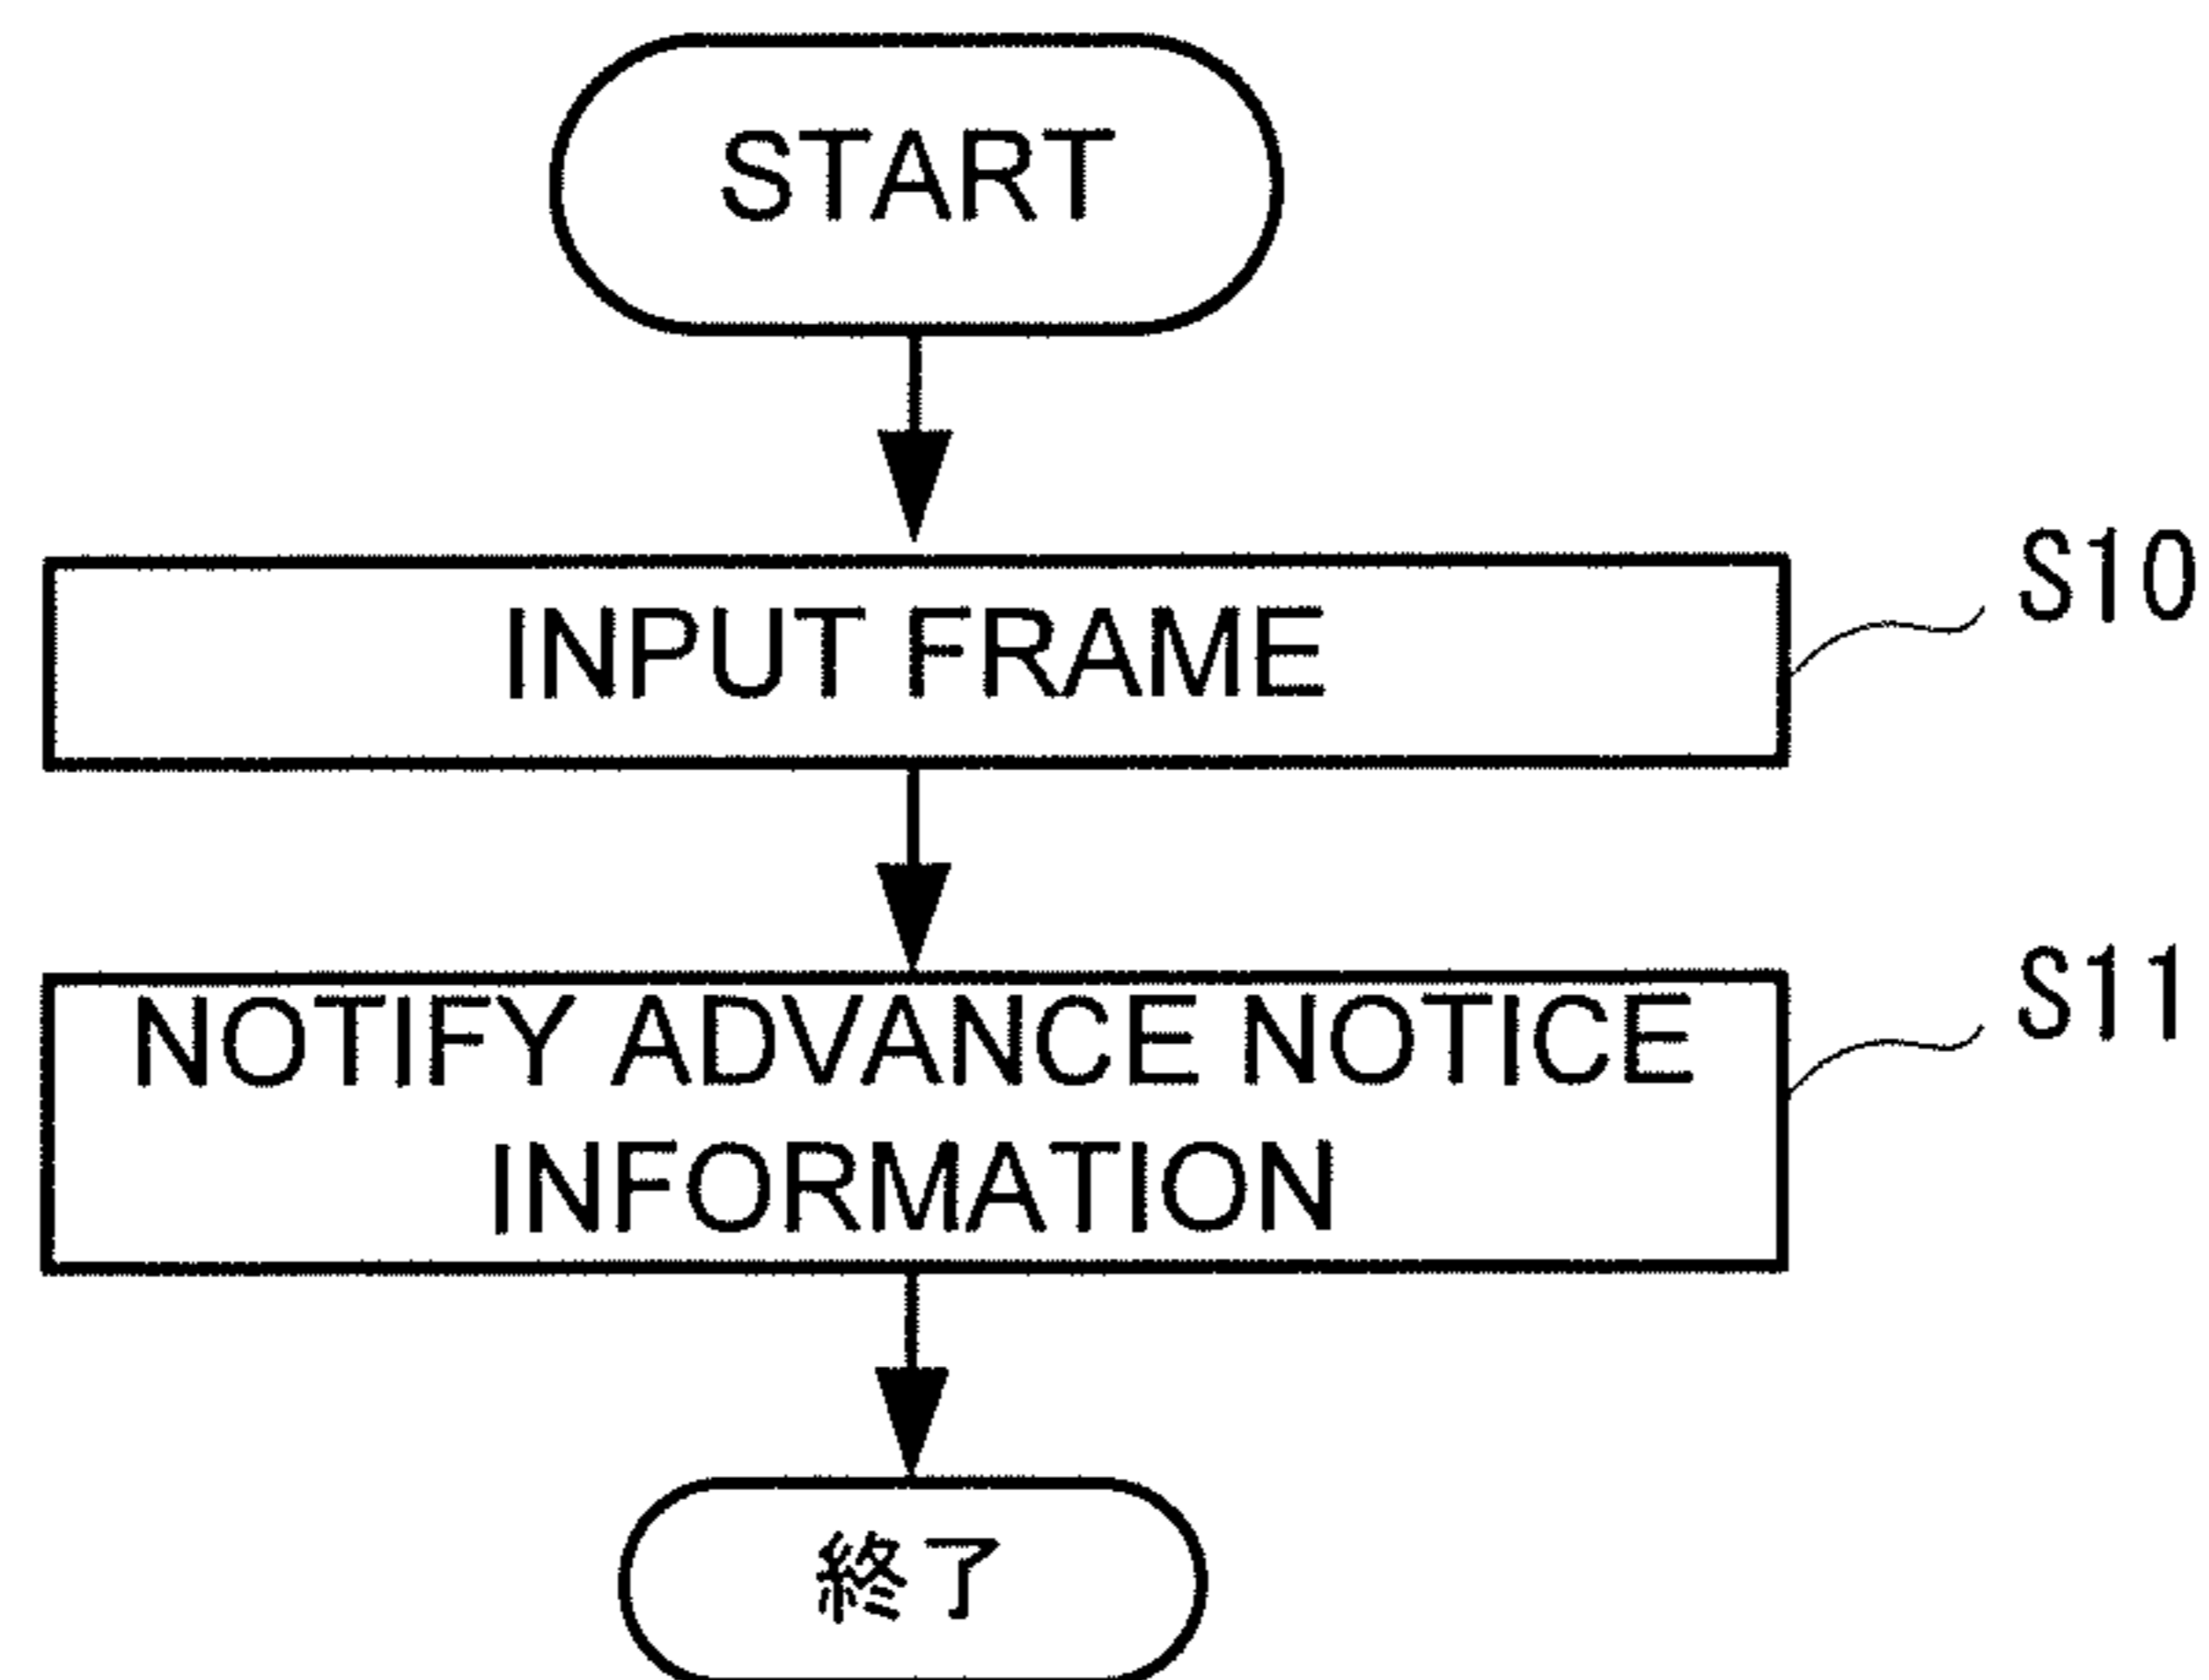 START
INPUT FRAME
S10
NOTIFY ADVANCE NOTICE
INFORMATION
S11
終了